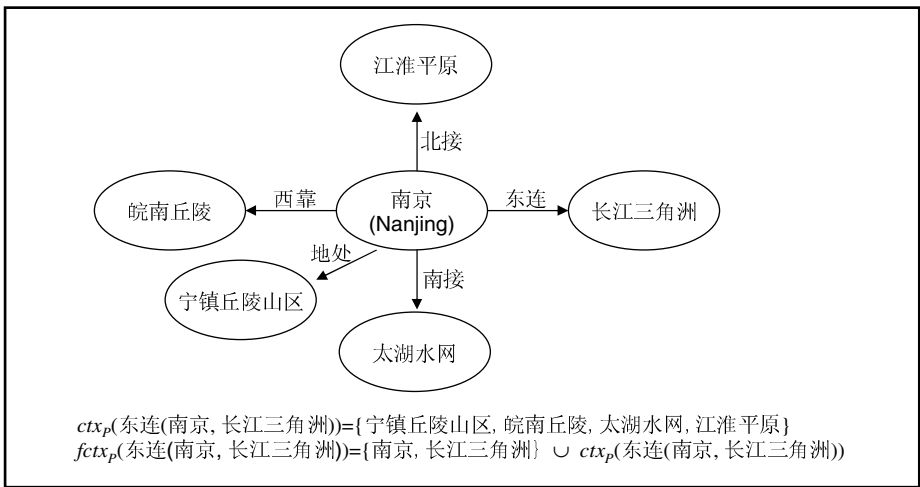 江淮平原
北接
皖南丘陵
西靠
南京
(Nanjing)
东连
长江三角洲
地处
宁镇丘陵山区
南接
太湖水网
ctx_P(东连(南京, 长江三角洲))={宁镇丘陵山区, 皖南丘陵, 太湖水网, 江淮平原}
fctx_P(东连(南京, 长江三角洲))={南京, 长江三角洲} ∪ ctx_P(东连(南京, 长江三角洲))